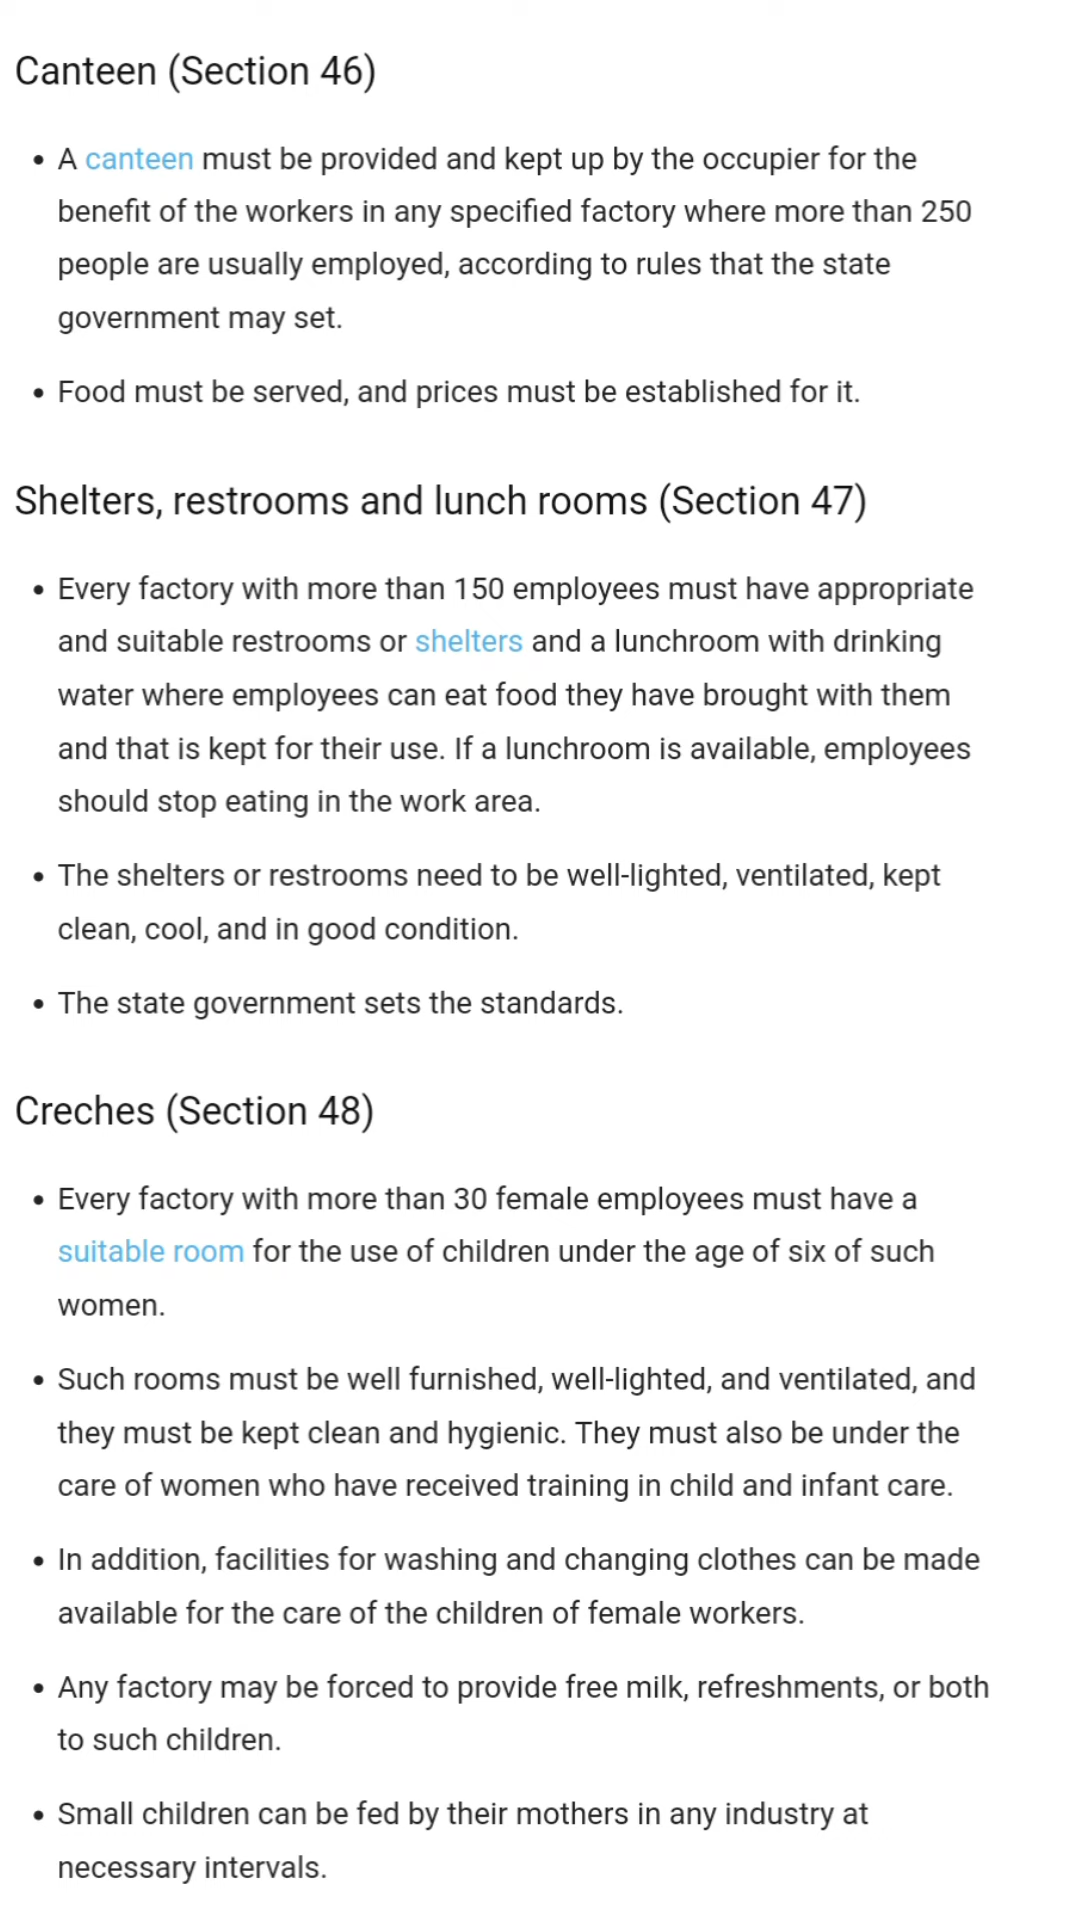 Canteen (Section 46)
• A canteen must be provided and kept up by the occupier for the
benefit of the workers in any specified factory where more than 250
people are usually employed, according to rules that the state
government may set.
• Food must be served, and prices must be established for it.
Shelters, restrooms and lunch rooms (Section 47)
• Every factory with more than 150 employees must have appropriate
and suitable restrooms or shelters and a lunchroom with drinking
water where employees can eat food they have brought with them
and that is kept for their use. If a lunchroom is available, employees
should stop eating in the work area.
• The shelters or restrooms need to be well-lighted, ventilated, kept
clean, cool, and in good condition.
• The state government sets the standards.
Creches (Section 48)
• Every factory with more than 30 female employees must have a
suitable room for the use of children under the age of six of such
women.
• Such rooms must be well furnished, well-lighted, and ventilated, and
they must be kept clean and hygienic. They must also be under the
care of women who have received training in child and infant care.
• In addition, facilities for washing and changing clothes can be made
available for the care of the children of female workers.
• Any factory may be forced to provide free milk, refreshments, or both
to such children.
• Small children can be fed by their mothers in any industry at
necessary intervals.